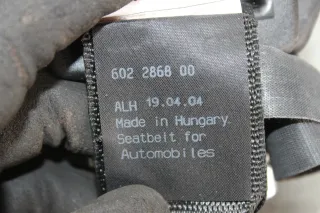 602 2868 00
ALH 19.04.04
Made in Hungary
Seatbelt for
Automobiles